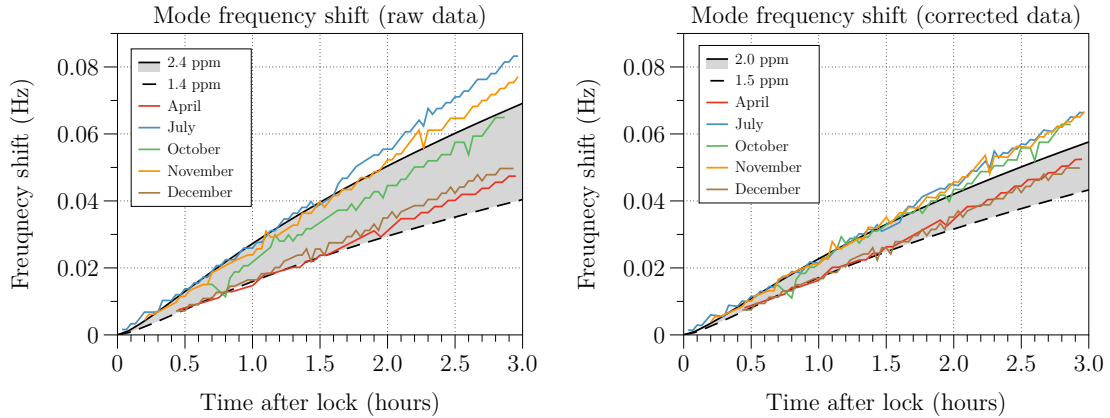 Mode frequency shift (raw data)
Freuqnecy shift (Hz)
0.08
0.06
0.04
0.02
0
2.4 ppm
1.4 ppm
April
July
October
November
December
0 0.5 1.0 1.5 2.0 2.5 3.0
Time after lock (hours)
Mode frequency shift (corrected data)
Freuqnecy shift (Hz)
0.08
0.06
0.04
0.02
0
2.0 ppm
1.5 ppm
April
July
October
November
December
0 0.5 1.0 1.5 2.0 2.5 3.0
Time after lock (hours)